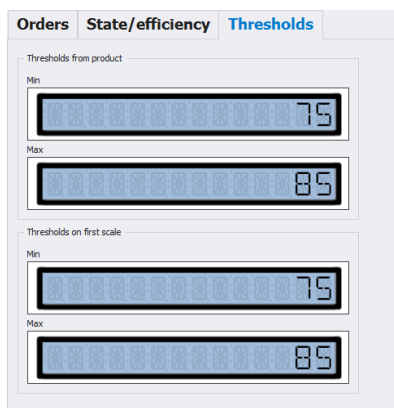 Orders State/efficiency Thresholds
Thresholds from product
Min
75
Max
85
Thresholds on first scale
Min
75
Max
85